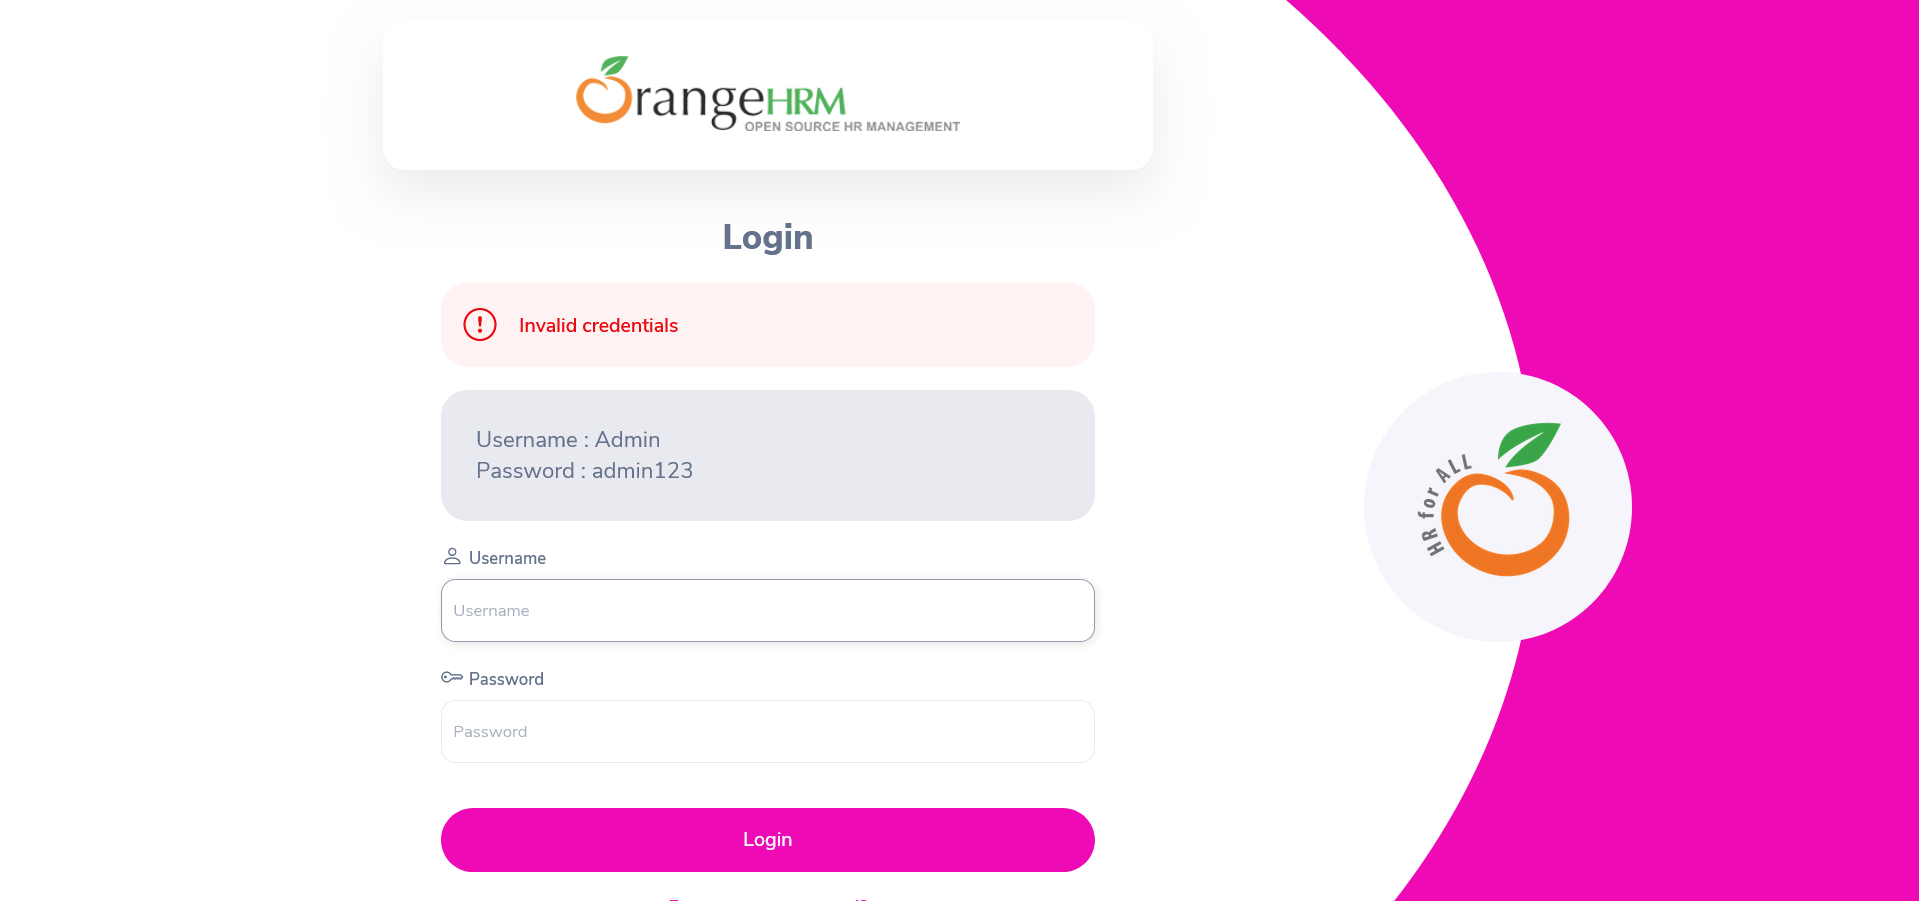 OrangeHRM
OPEN SOURCE HR MANAGEMENT
Login
Invalid credentials
Username : Admin
Password : admin123
Username
Username
Password
Password
Login
HR for ALL